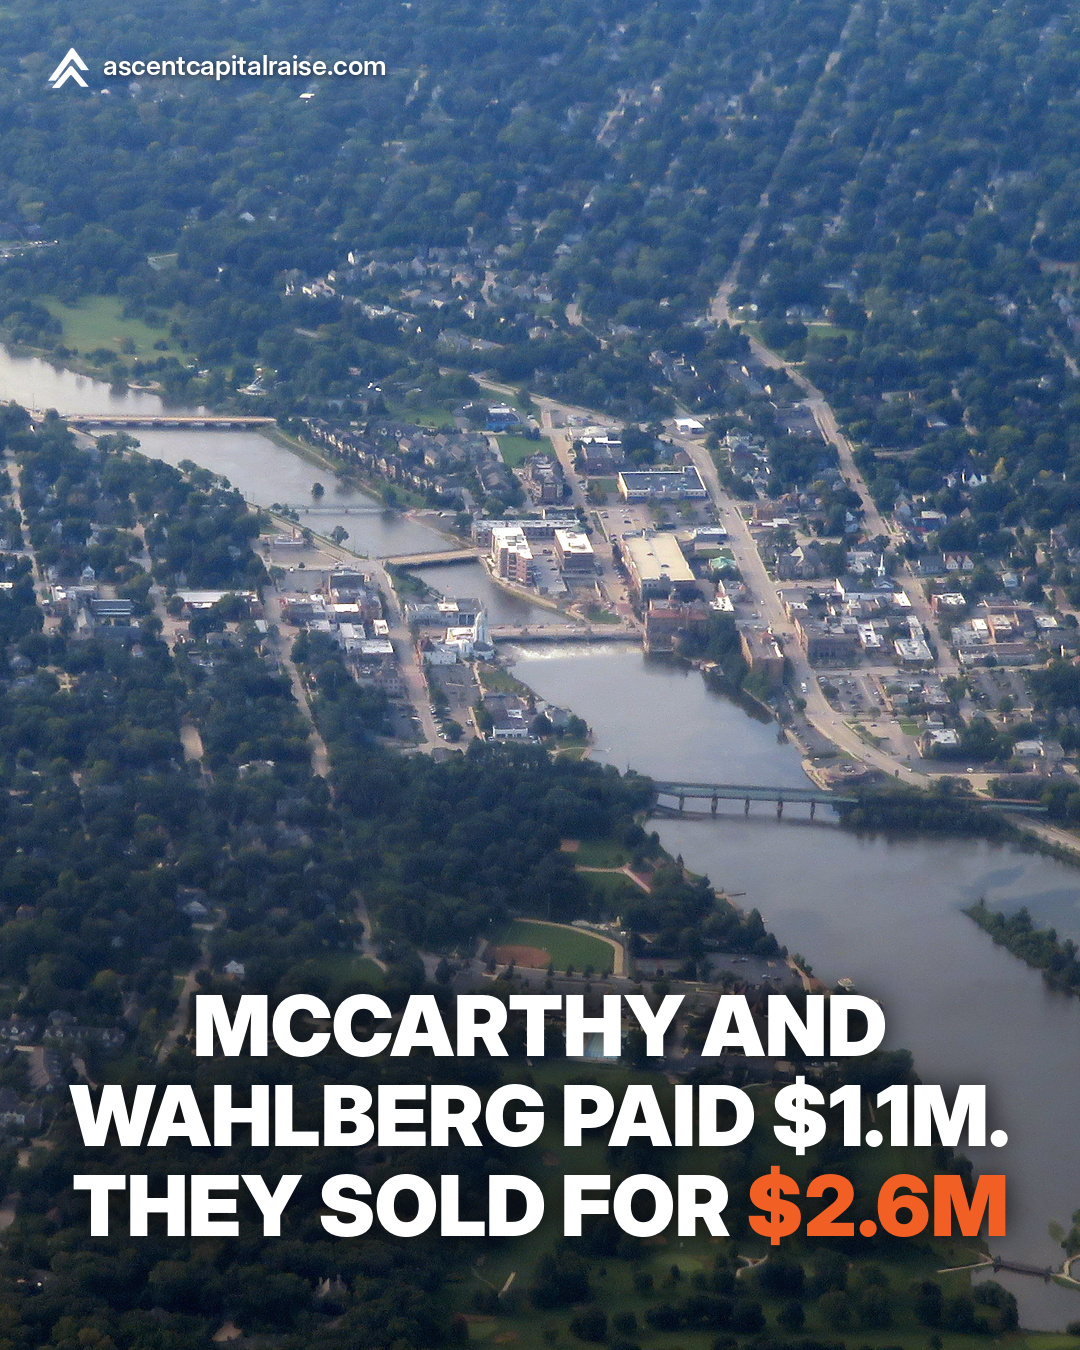 ascentcapitalraise.com
MCCARTHY AND
WAHLBERG PAID $1.1M.
THEY SOLD FOR $2.6M